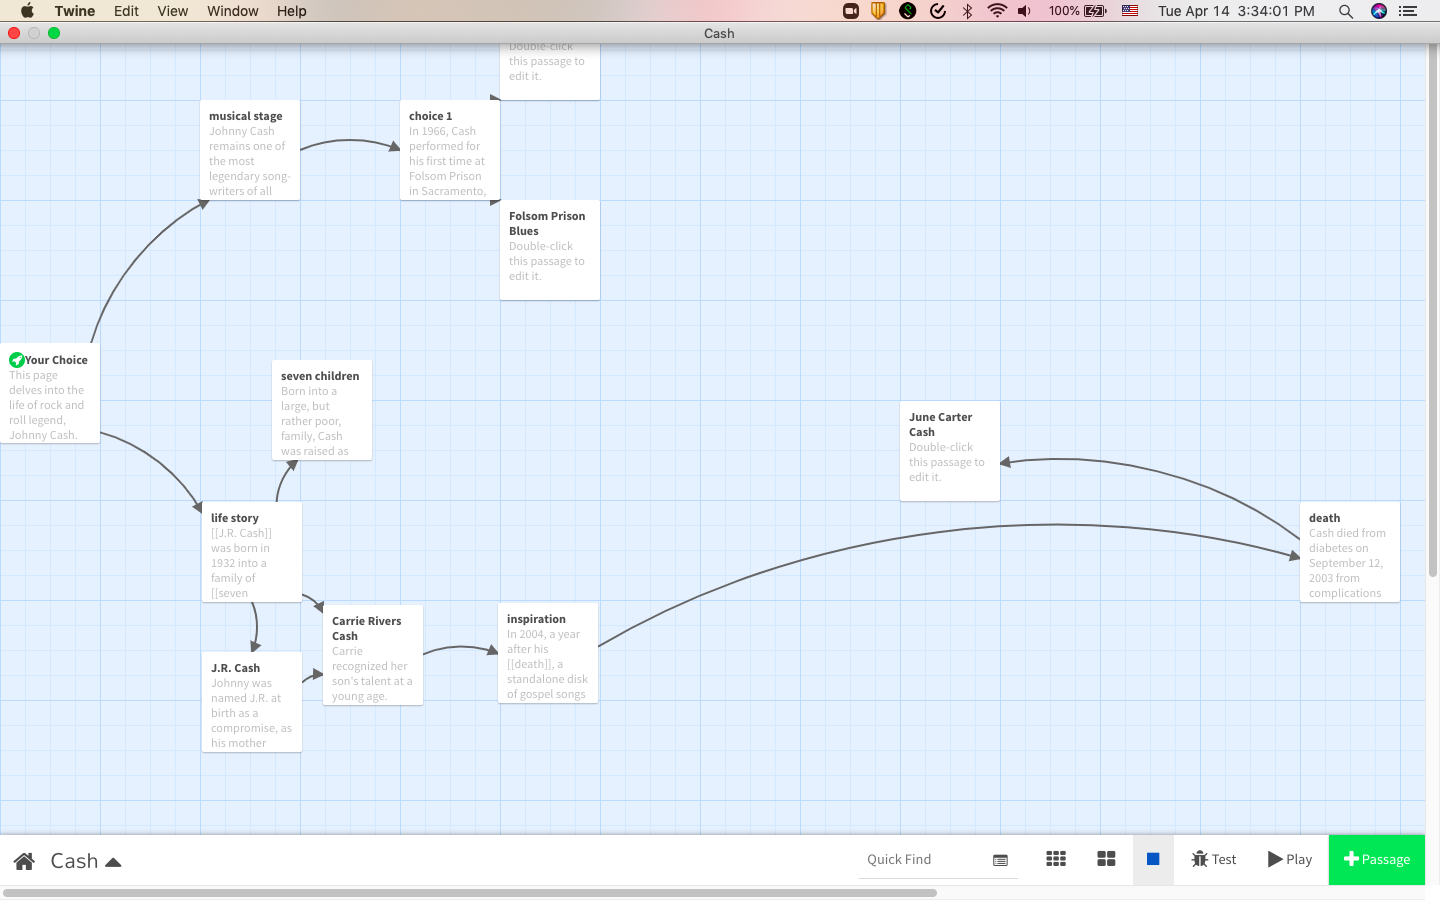 Twine Edit View Window Help 100% Tue Apr 14 3:34:01 PM
Cash
Double-click
this passage to
edit it.
musical stage
Johnny Cash
remains one of
the most
legendary song-
writers of all
choice 1
In 1966, Cash
performed for
his first time at
Folsom Prison
in Sacramento,
Folsom Prison
Blues
Double-click
this passage to
edit it.
Your Choice
This page
delves into the
life of rock and
roll legend,
Johnny Cash.
seven children
Born into a
large, but
rather poor,
family, Cash
was raised as
June Carter
Cash
Double-click
this passage to
edit it.
life story
[[J.R. Cash]]
was born in
1932 into a
family of
[[seven
death
Cash died from
diabetes on
September 12,
2003 from
complications
Carrie Rivers
Cash
Carrie
recognized her
son's talent at a
young age.
inspiration
In 2004, a year
after his
[[death]], a
standalone disk
of gospel songs
J.R. Cash
Johnny was
named J.R. at
birth as a
compromise, as
his mother
Cash Quick Find Test Play Passage